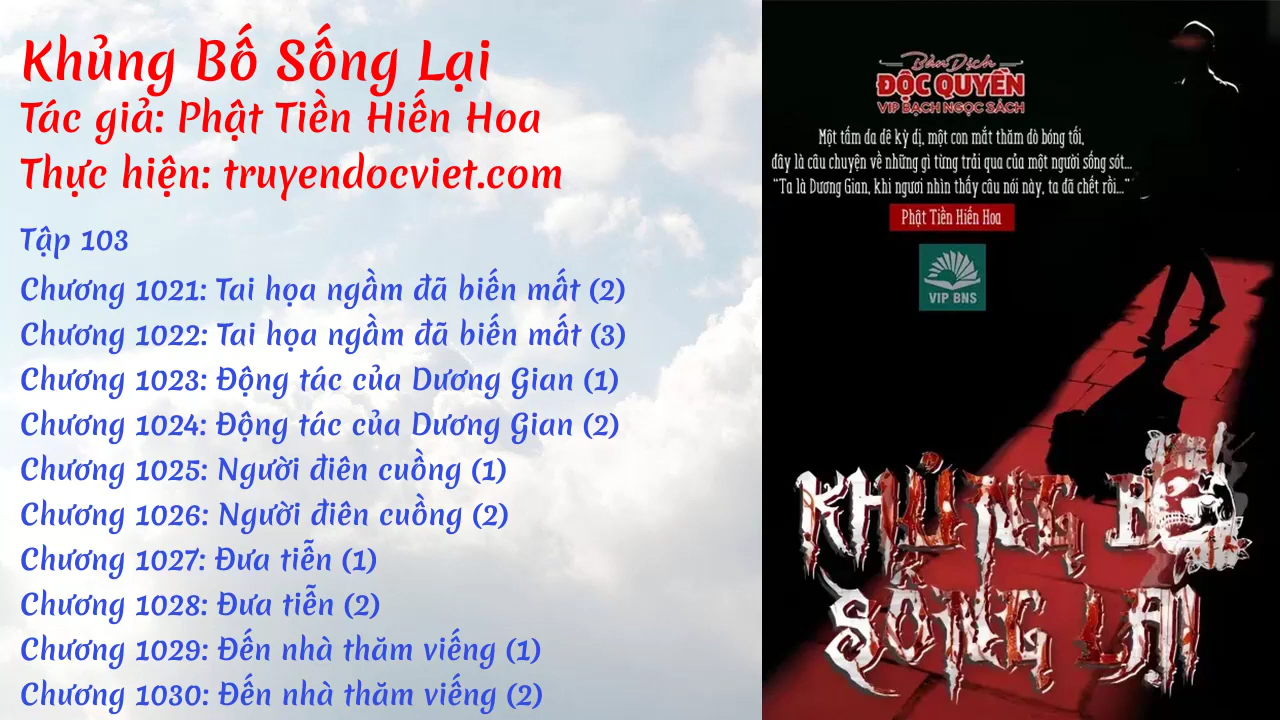 Khủng Bố Sống Lại
Tác giả: Phật Tiền Hiến Hoa
Thực hiện: truyendocviet.com
Tập 103
Chương 1021: Tai họa ngầm đã biến mất (2)
Chương 1022: Tai họa ngầm đã biến mất (3)
Chương 1023: Động tác của Dương Gian (1)
Chương 1024: Động tác của Dương Gian (2)
Chương 1025: Người điên cuồng (1)
Chương 1026: Người điên cuồng (2)
Chương 1027: Đưa tiễn (1)
Chương 1028: Đưa tiễn (2)
Chương 1029: Đến nhà thăm viếng (1)
Chương 1030: Đến nhà thăm viếng (2)
Bản Dịch
ĐỘC QUYỀN
VIP BẠCH NGỌC SÁCH
Một tấm da dê kỳ dị, một con mắt thăm dò bóng tối,
đây là câu chuyện về những gì từng trải qua của một người sống sót...
“Ta là Dương Gian, khi ngươi nhìn thấy câu nói này, ta đã chết rồi...”
Phật Tiền Hiến Hoa
VIP BNS
KHỦNG BỐ
SỐNG LẠI